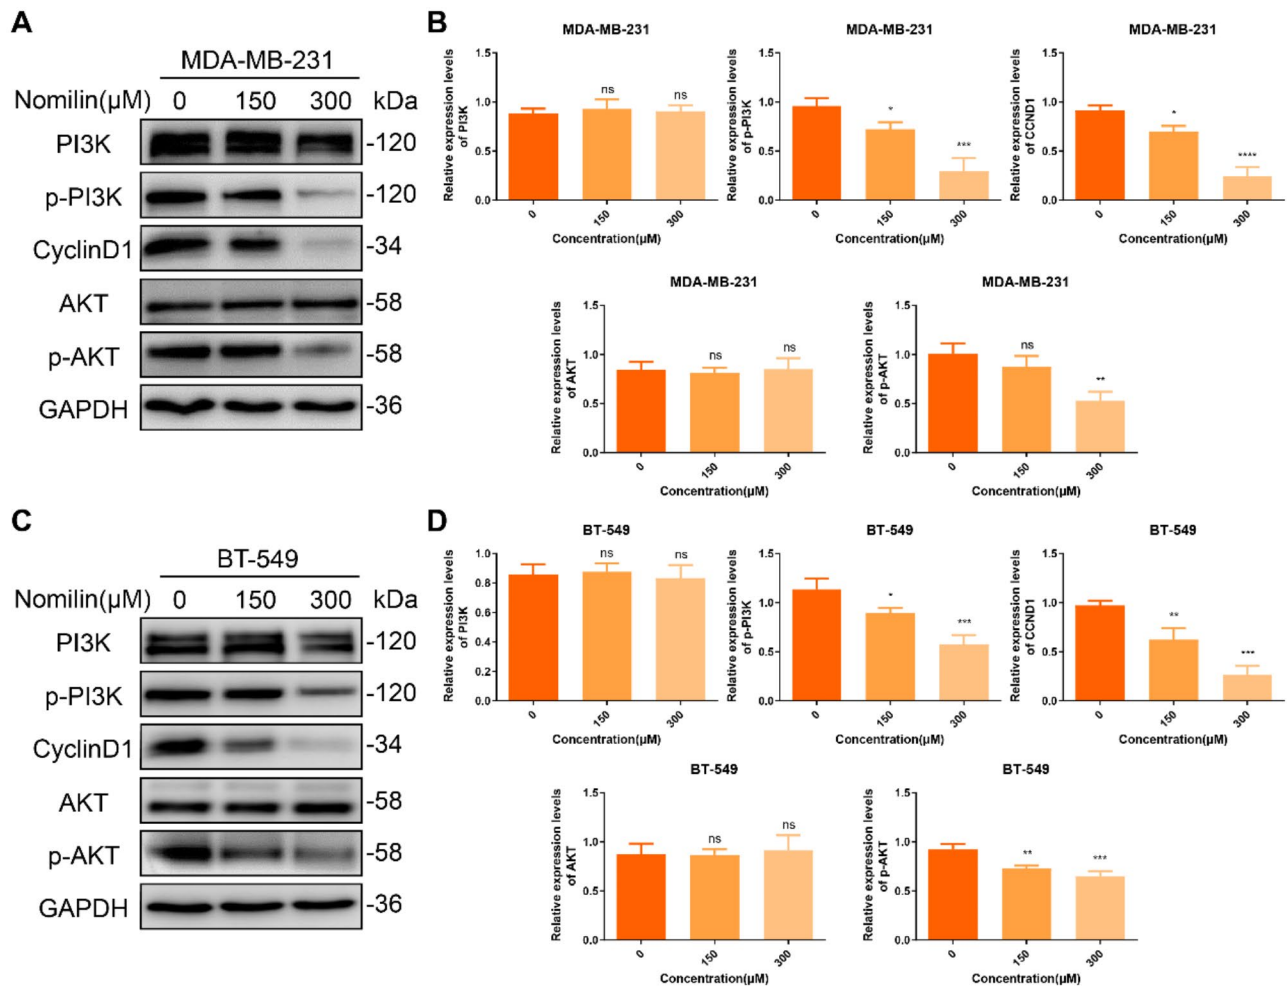 A
MDA-MB-231
Nomilin(μM) 0 150 300 kDa
PI3K -120
p-PI3K -120
CyclinD1 -34
AKT -58
p-AKT -58
GAPDH -36
B
MDA-MB-231
Relative expression levels
of PI3K
1.5
1.0
0.5
0.0
ns
ns
0
150
300
Concentration(μM)
MDA-MB-231
Relative expression levels
of p-PI3K
1.5
1.0
0.5
0.0
*
***
0
150
300
Concentration(μM)
MDA-MB-231
Relative expression levels
of CCND1
1.5
1.0
0.5
0.0
*
****
0
150
300
Concentration(μM)
MDA-MB-231
Relative expression levels
of AKT
1.5
1.0
0.5
0.0
ns
ns
0
150
300
Concentration(μM)
MDA-MB-231
Relative expression levels
of p-AKT
1.5
1.0
0.5
0.0
ns
**
0
150
300
Concentration(μM)
C
BT-549
Nomilin(μM) 0 150 300 kDa
PI3K -120
p-PI3K -120
CyclinD1 -34
AKT -58
p-AKT -58
GAPDH -36
D
BT-549
Relative expression levels
of PI3K
1.0
0.8
0.6
0.4
0.2
0.0
ns
ns
0
150
300
Concentration(μM)
BT-549
Relative expression levels
of p-PI3K
1.5
1.0
0.5
0.0
*
***
0
150
300
Concentration(μM)
BT-549
Relative expression levels
of CCND1
1.5
1.0
0.5
0.0
**
***
0
150
300
Concentration(μM)
BT-549
Relative expression levels
of AKT
1.5
1.0
0.5
0.0
ns
ns
0
150
300
Concentration(μM)
BT-549
Relative expression levels
of p-AKT
1.5
1.0
0.5
0.0
**
***
0
150
300
Concentration(μM)